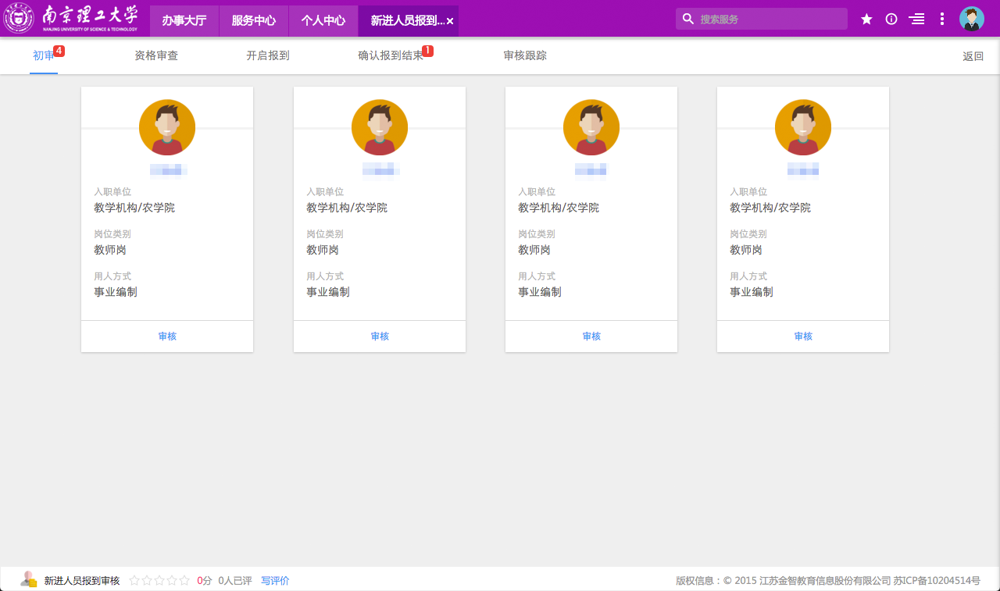 南京理工大学
NANJING UNIVERSITY OF SCIENCE & TECHNOLOGY
办事大厅 服务中心 个人中心 新进人员报到... 搜索服务
初审 4 资格审查 开启报到 确认报到结束 1 审核跟踪 返回
入职单位 入职单位 入职单位 入职单位
教学机构/农学院 教学机构/农学院 教学机构/农学院 教学机构/农学院
岗位类别 岗位类别 岗位类别 岗位类别
教师岗 教师岗 教师岗 教师岗
用人方式 用人方式 用人方式 用人方式
事业编制 事业编制 事业编制 事业编制
审核 审核 审核 审核
新进人员报到审核 0分 0人已评 写评价 版权信息：© 2015 江苏金智教育信息股份有限公司 苏ICP备10204514号